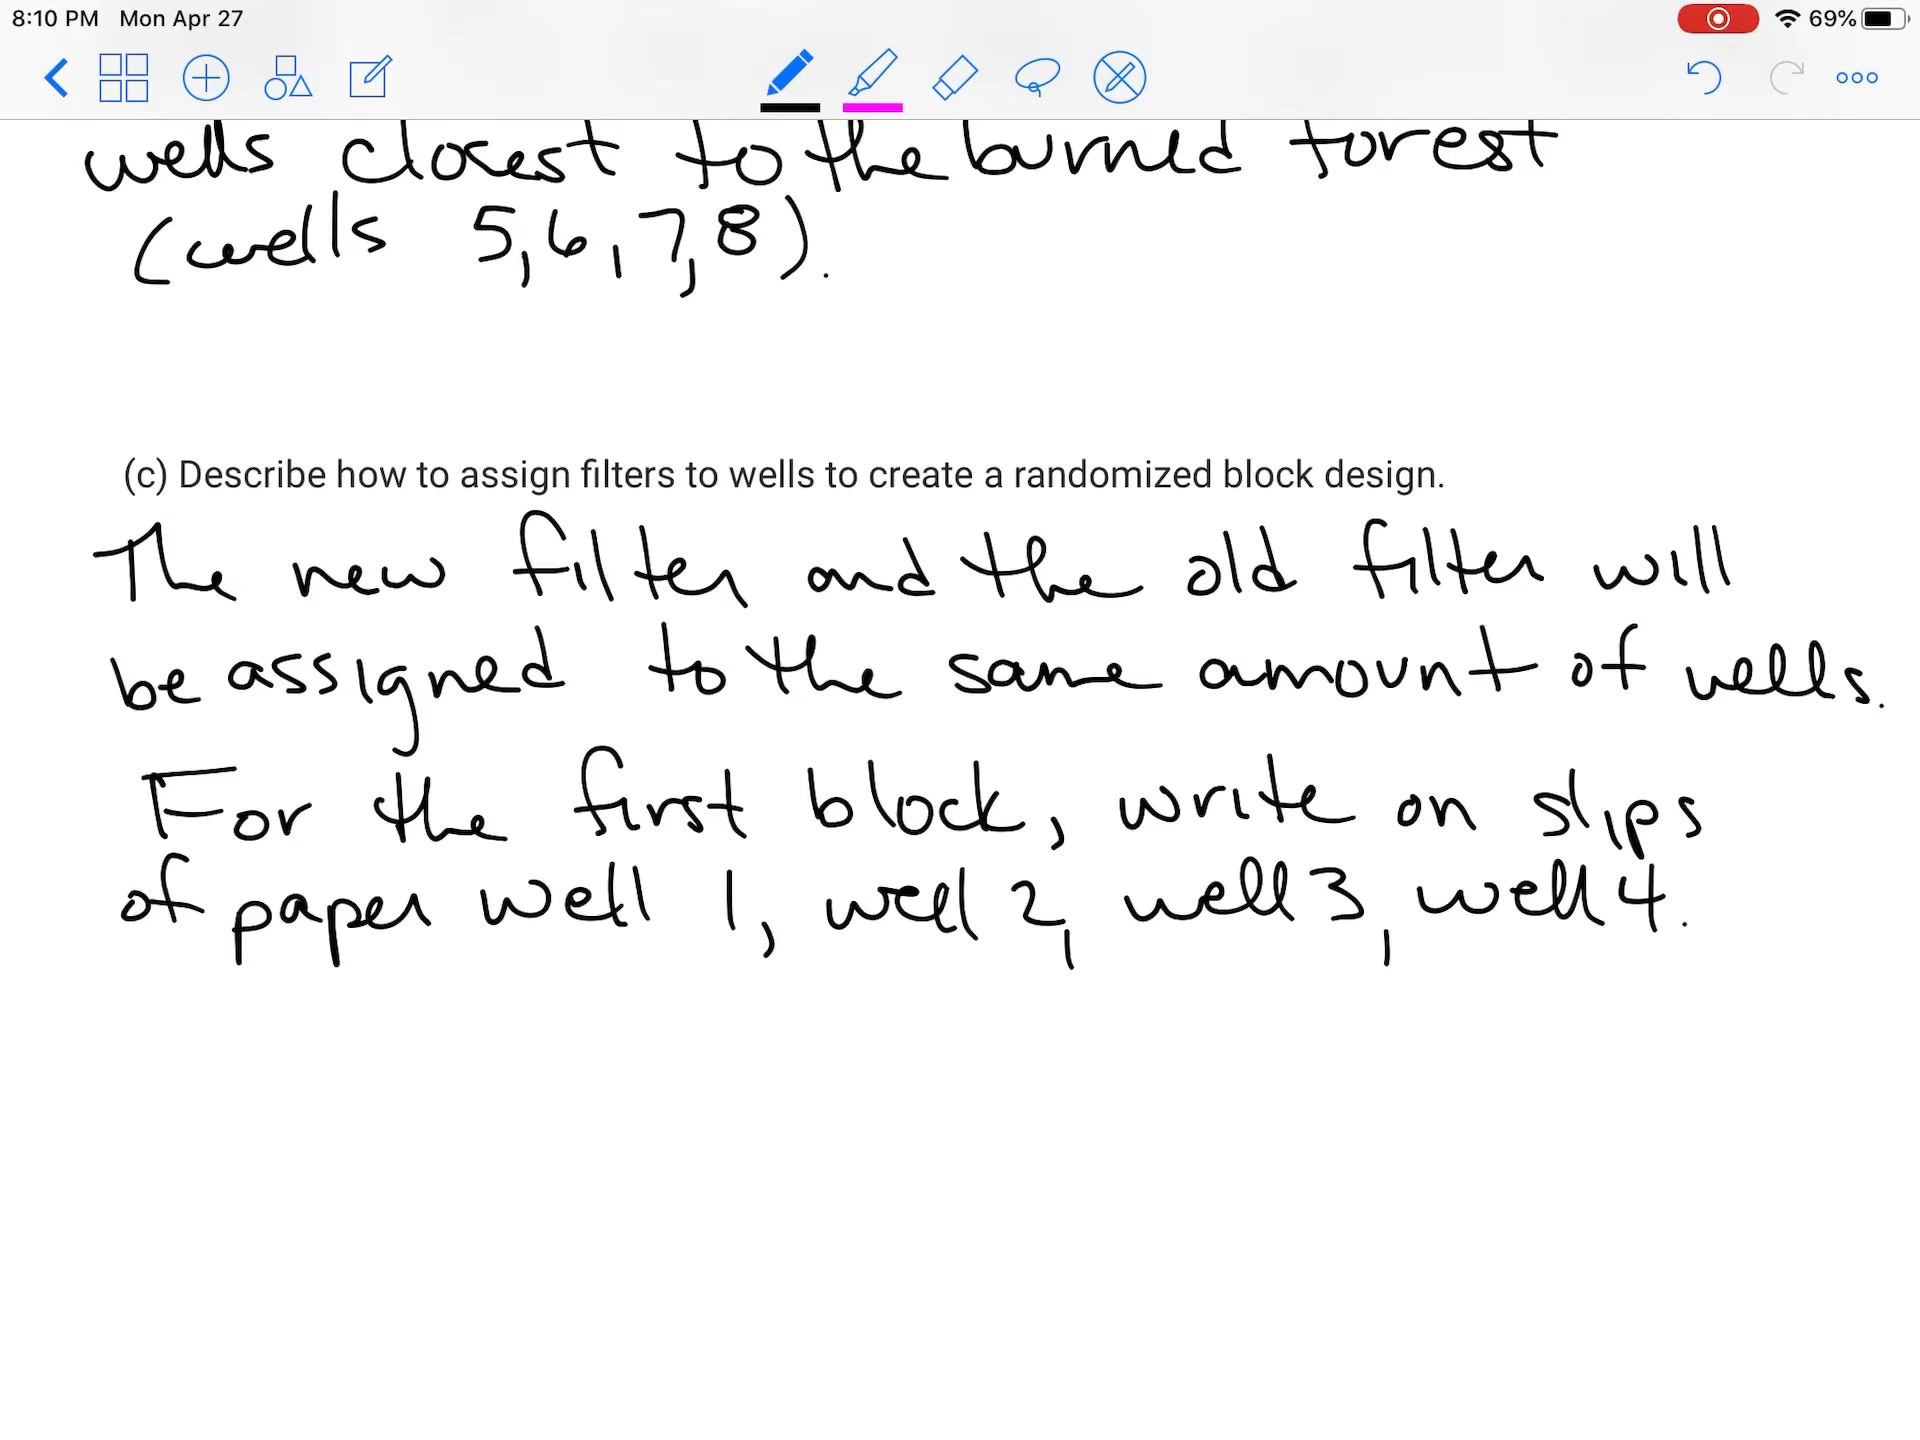 8:10 PM Mon Apr 27 69%
wells closest to the burned forest
(wells 5,6,7,8).
(c) Describe how to assign filters to wells to create a randomized block design.
The new filter and the old filter will
be assigned to the same amount of wells.
For the first block, write on slips
of paper well 1, well 2, well 3, well 4.